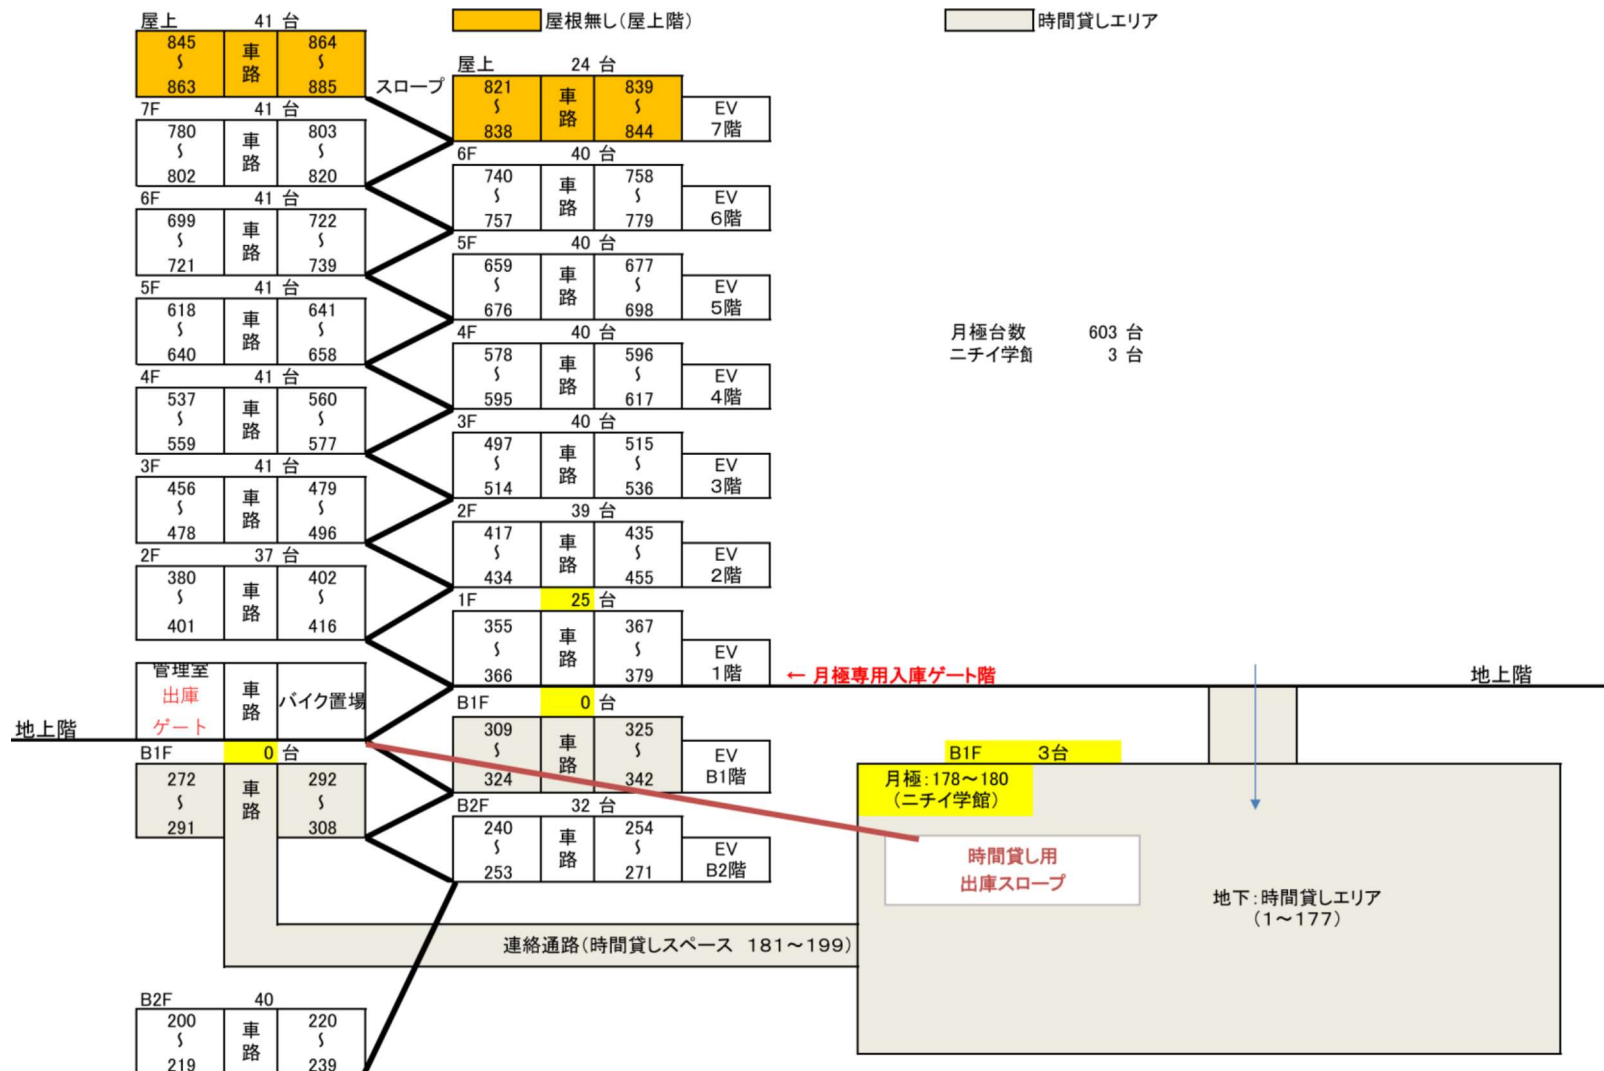 屋上 41 台
845 ～ 863 車路 864 ～ 885
スロープ
7F 41 台
780 ～ 802 車路 803 ～ 820
6F 41 台
699 ～ 721 車路 722 ～ 739
5F 41 台
618 ～ 640 車路 641 ～ 658
4F 41 台
537 ～ 559 車路 560 ～ 577
3F 41 台
456 ～ 478 車路 479 ～ 496
2F 37 台
380 ～ 401 車路 402 ～ 416
管理室
出庫
ゲート
車路
バイク置場
地上階
B1F 0 台
272 ～ 291 車路 292 ～ 308
B2F 40
200 ～ 219 車路 220 ～ 239
屋根無し（屋上階）
屋上 24 台
821 ～ 838 車路 839 ～ 844
EV
7階
6F 40 台
740 ～ 757 車路 758 ～ 779
EV
6階
5F 40 台
659 ～ 676 車路 677 ～ 698
EV
5階
4F 40 台
578 ～ 595 車路 596 ～ 617
EV
4階
3F 40 台
497 ～ 514 車路 515 ～ 536
EV
3階
2F 39 台
417 ～ 434 車路 435 ～ 455
EV
2階
1F 25 台
355 ～ 366 車路 367 ～ 379
EV
1階
← 月極専用入庫ゲート階
地上階
B1F 0 台
309 ～ 324 車路 325 ～ 342
EV
B1階
B2F 32 台
240 ～ 253 車路 254 ～ 271
EV
B2階
連絡通路（時間貸しスペース 181～199）
時間貸しエリア
月極台数 603 台
ニチイ学館 3 台
B1F 3台
月極：178～180
（ニチイ学館）
時間貸し用
出庫スロープ
地下：時間貸しエリア
（1～177）